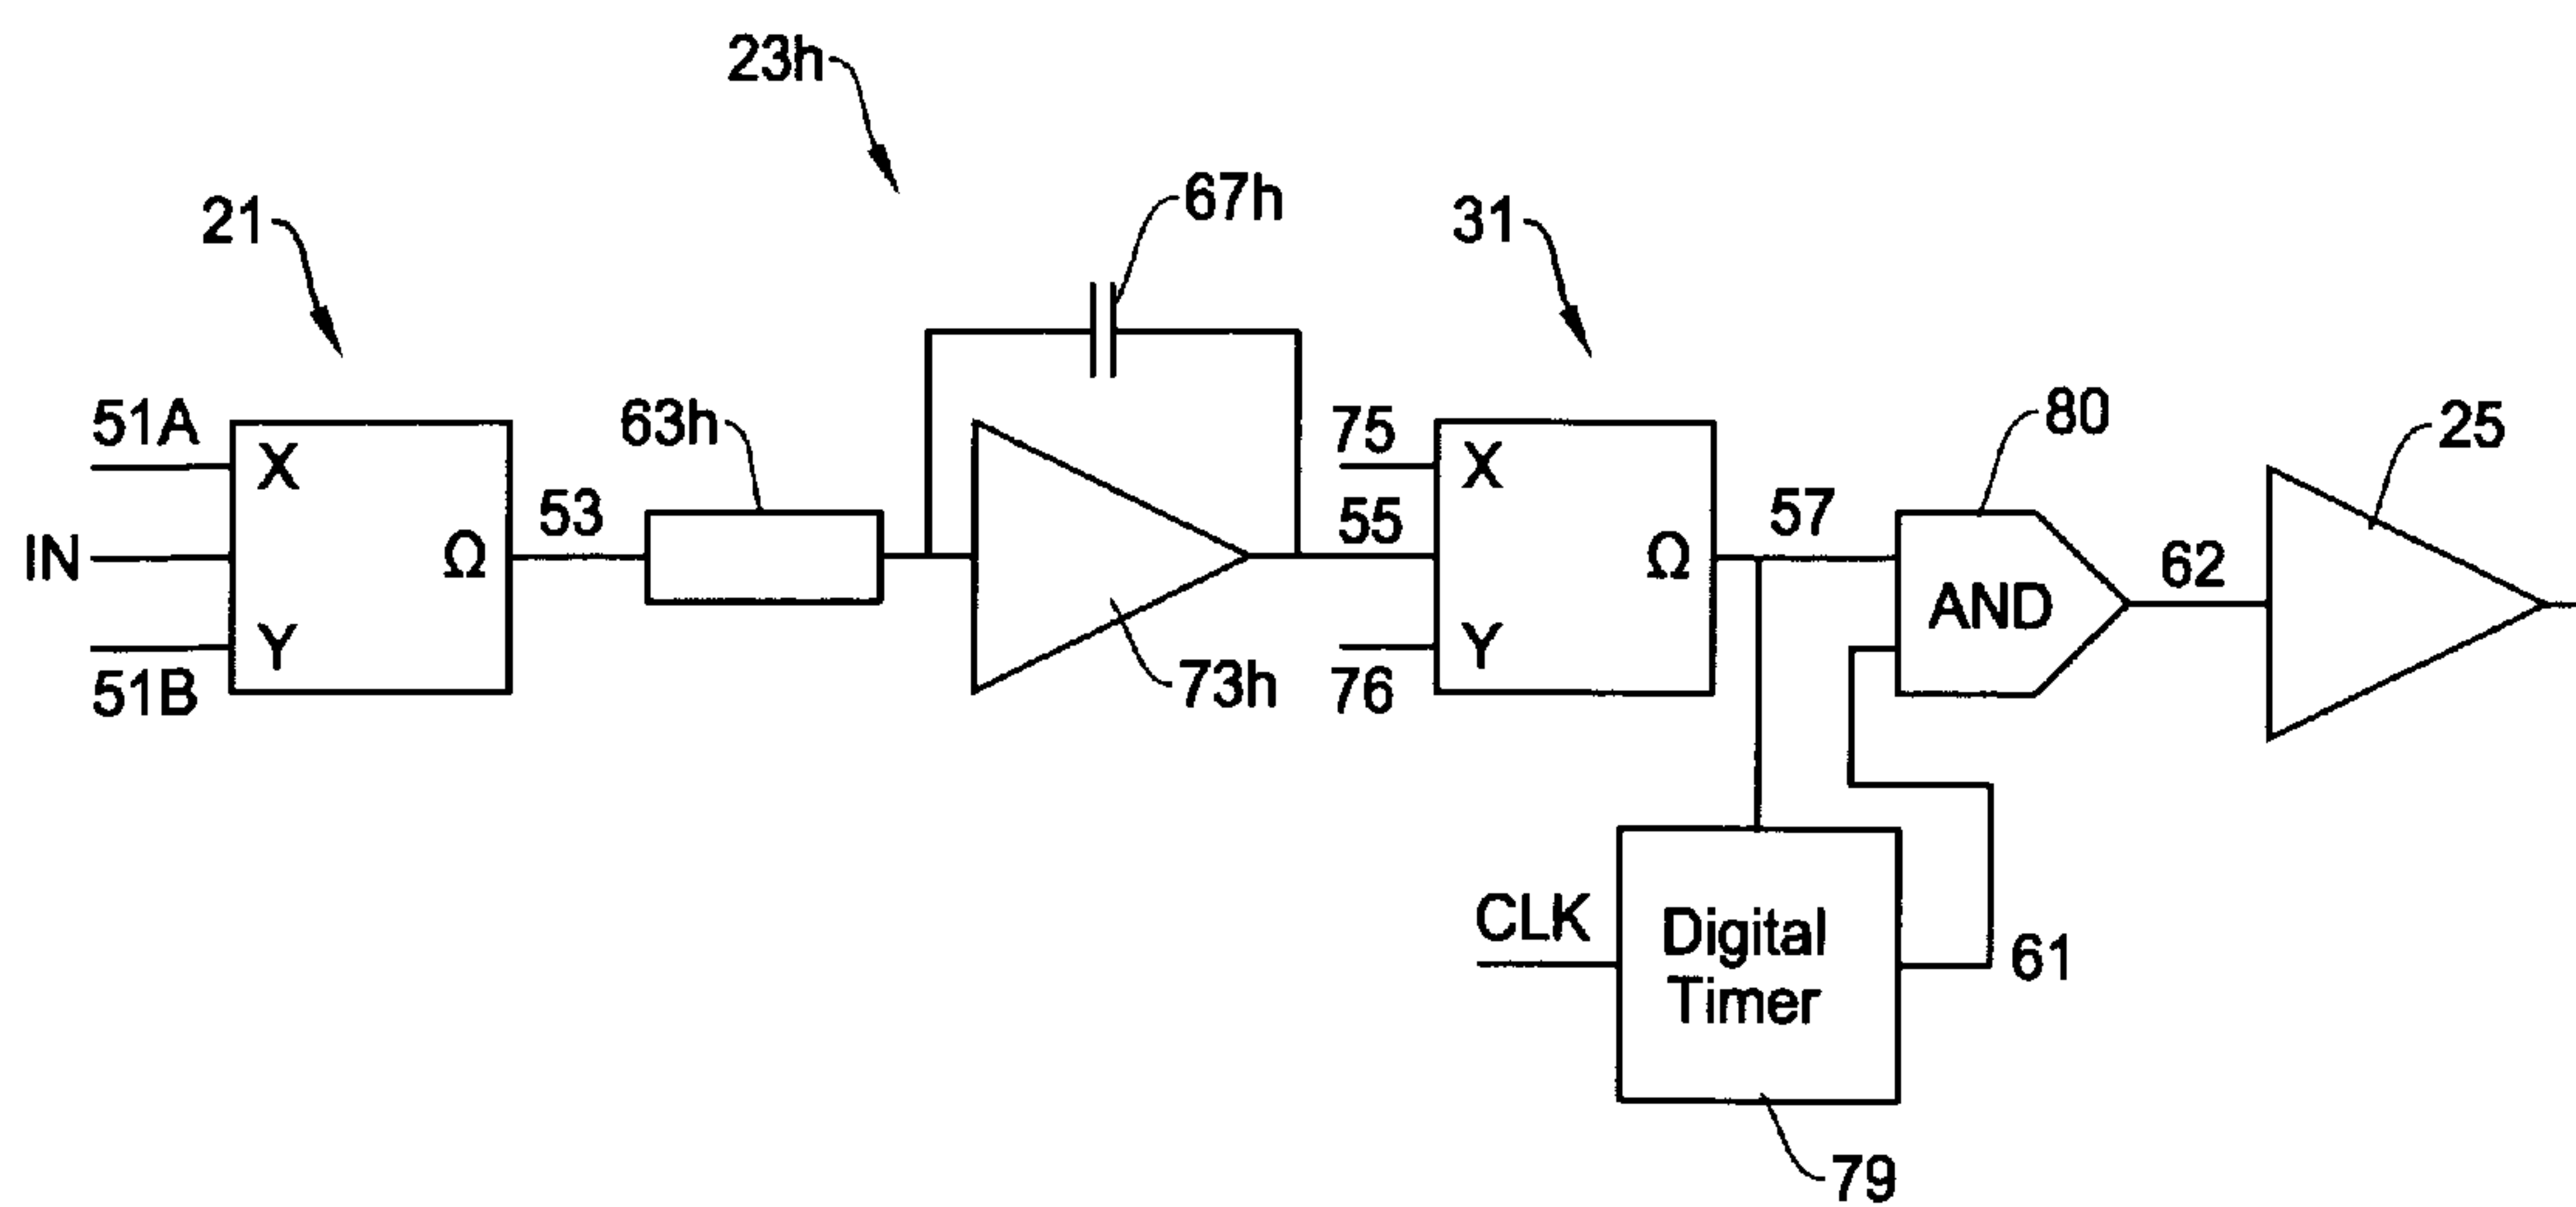 23h
67h
21
31
51A
X
IN
Ω
Y
51B
53
63h
73h
75
55
76
X
Ω
Y
57
80
AND
62
25
CLK
Digital
Timer
61
79